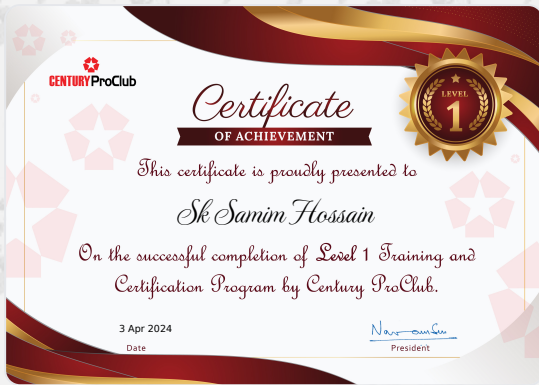 CENTURY ProClub
LEVEL
1
Certificate
OF ACHIEVEMENT
This certificate is proudly presented to
Sk Samim Hossain
On the successful completion of Level 1 Training and
Certification Program by Century ProClub.
3 Apr 2024
Date
President